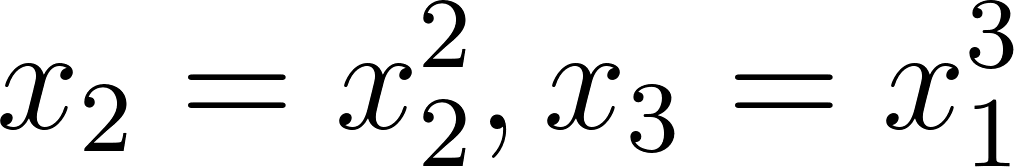 x_2 = x_2^2, x_3 = x_1^3